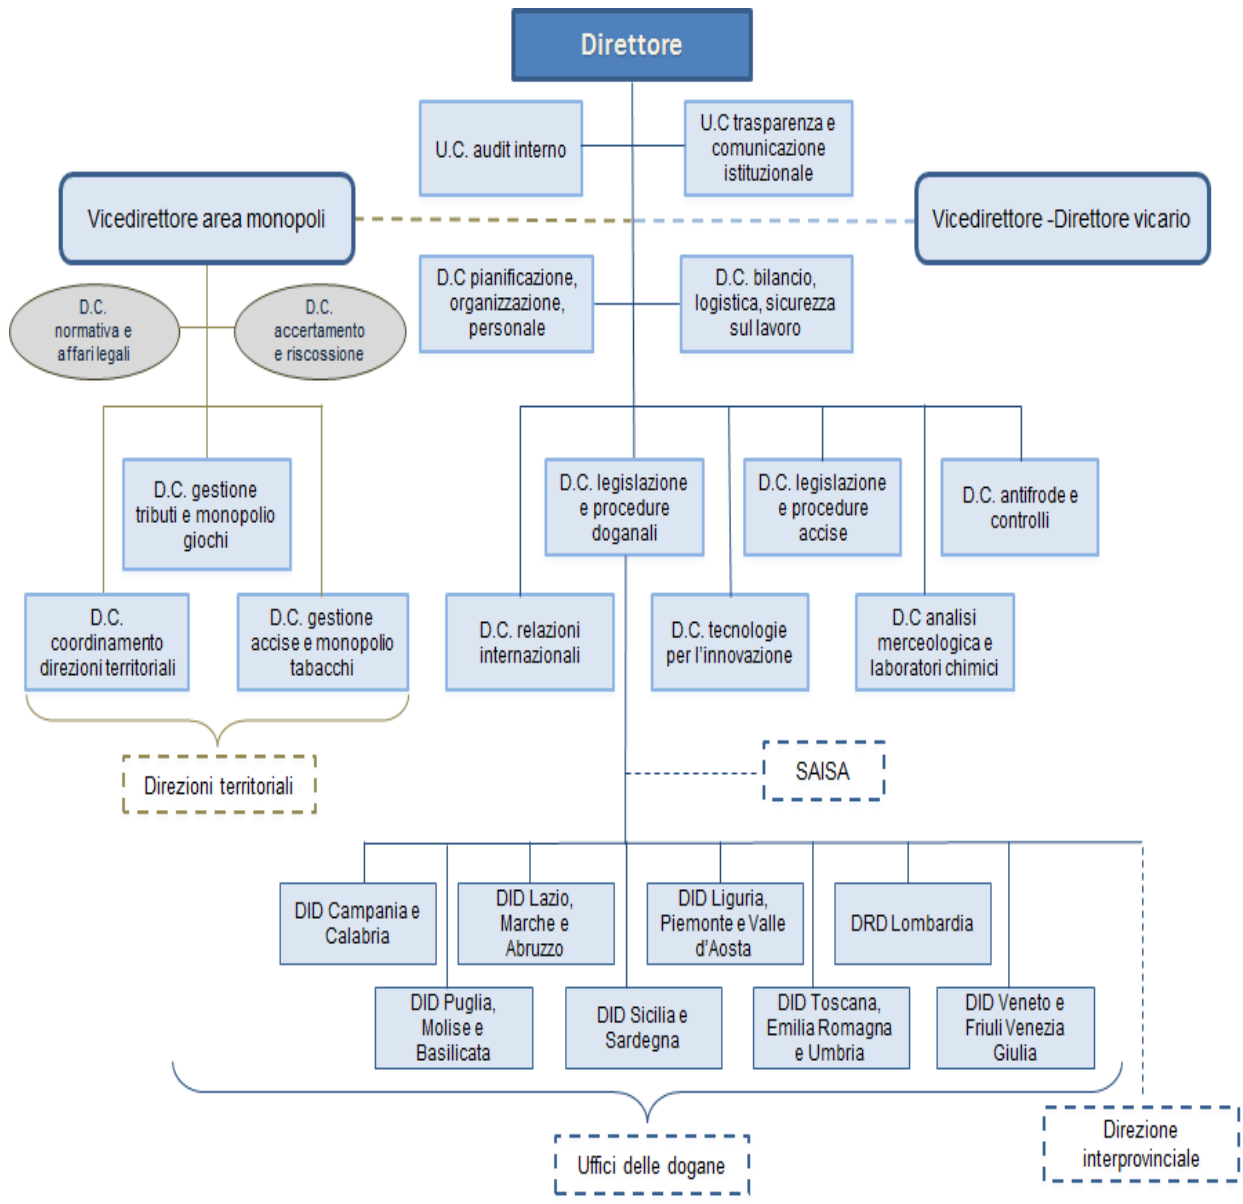 Direttore
U.C. audit interno
U.C trasparenza e
comunicazione
istituzionale
Vicedirettore area monopoli
Vicedirettore -Direttore vicario
D.C.
normativa e
affari legali
D.C.
accertamento
e riscossione
D.C pianificazione,
organizzazione,
personale
D.C. bilancio,
logistica, sicurezza
sul lavoro
D.C. gestione
tributi e monopolio
giochi
D.C. legislazione
e procedure
doganali
D.C. legislazione
e procedure
accise
D.C. antifrode e
controlli
D.C.
coordinamento
direzioni territoriali
D.C. gestione
accise e monopolio
tabacchi
D.C. relazioni
internazionali
D.C. tecnologie
per l'innovazione
D.C analisi
merceologica e
laboratori chimici
Direzioni territoriali
SAISA
DID Campania e
Calabria
DID Lazio,
Marche e
Abruzzo
DID Liguria,
Piemonte e Valle
d'Aosta
DRD Lombardia
DID Puglia,
Molise e
Basilicata
DID Sicilia e
Sardegna
DID Toscana,
Emilia Romagna
e Umbria
DID Veneto e
Friuli Venezia
Giulia
Uffici delle dogane
Direzione
interprovinciale